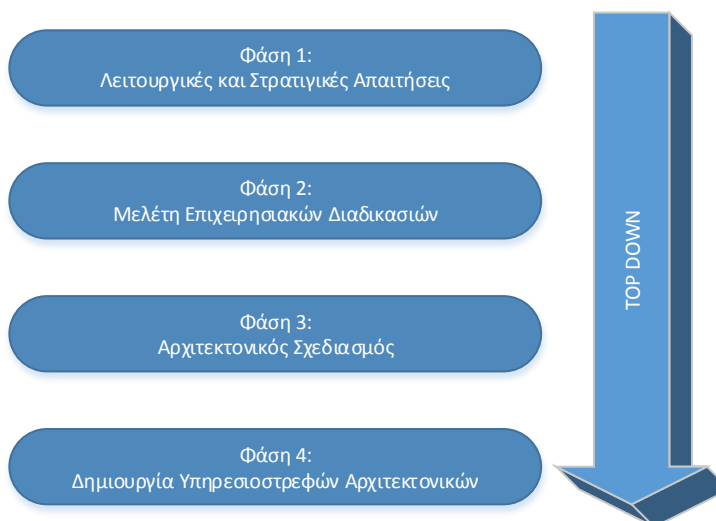 Φάση 1:
Λειτουργικές και Στρατιγικές Απαιτήσεις
Φάση 2:
Μελέτη Επιχειρησιακών Διαδικασιών
Φάση 3:
Αρχιτεκτονικός Σχεδιασμός
Φάση 4:
Δημιουργία Υπηρεσιοστρεφών Αρχιτεκτονικών
TOP DOWN